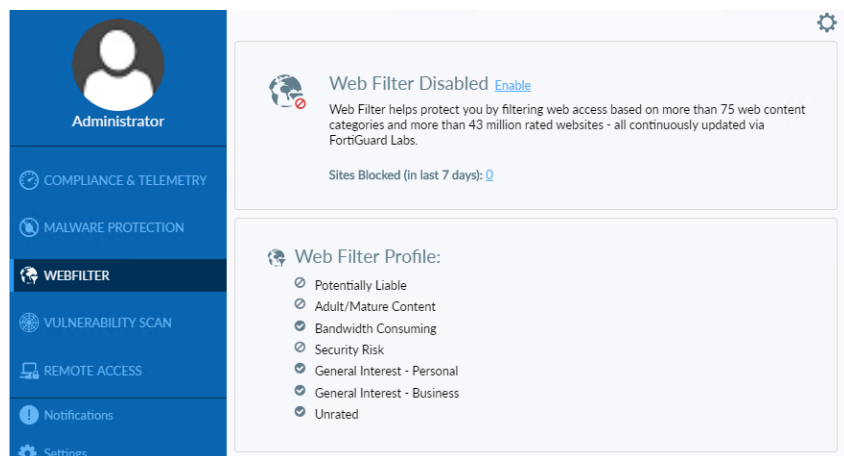 Administrator
COMPLIANCE & TELEMETRY
MALWARE PROTECTION
WEBFILTER
VULNERABILITY SCAN
REMOTE ACCESS
Notifications
Settings
Web Filter Disabled Enable
Web Filter helps protect you by filtering web access based on more than 75 web content
categories and more than 43 million rated websites - all continuously updated via
FortiGuard Labs.
Sites Blocked (in last 7 days): 0
Web Filter Profile:
Potentially Liable
Adult/Mature Content
Bandwidth Consuming
Security Risk
General Interest - Personal
General Interest - Business
Unrated